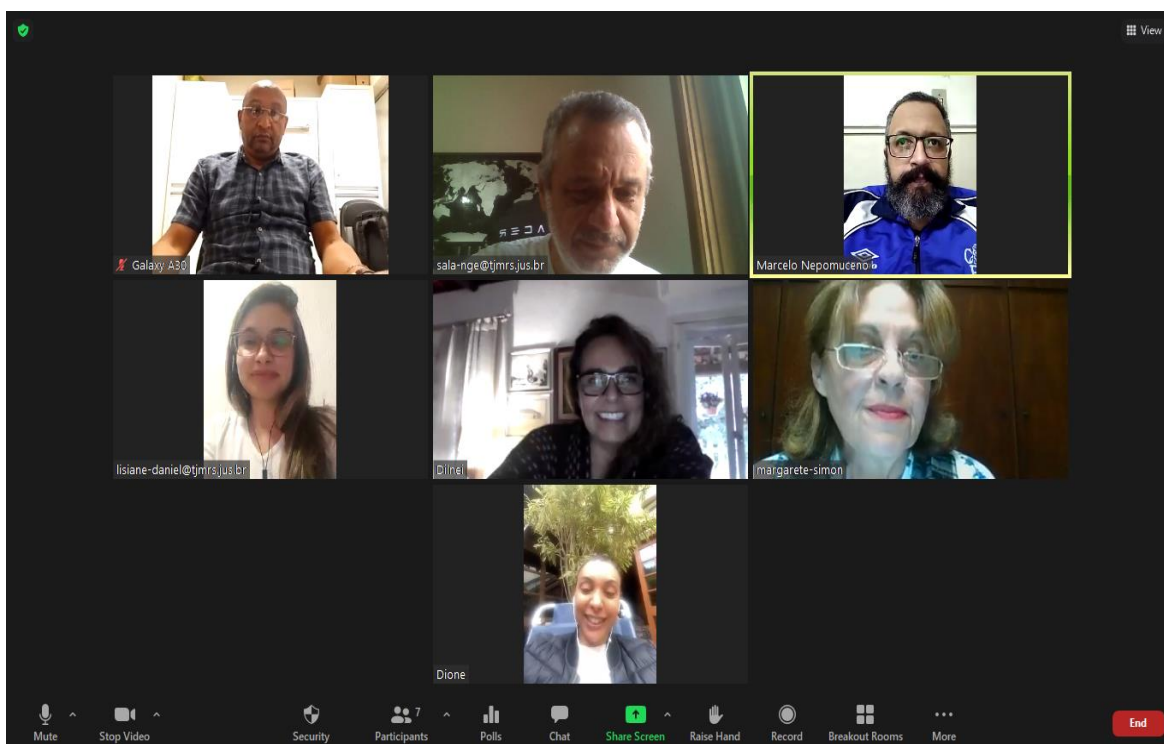 View
Galaxy A30
sala-nge@tjmrs.jus.br
Marcelo Nepomuceno
lisiane-daniel@tjmrs.jus.br
Dilnei
margarete-simon
Dione
7
Mute
Stop Video
Security
Participants
Polls
Chat
Share Screen
Raise Hand
Record
Breakout Rooms
More
End